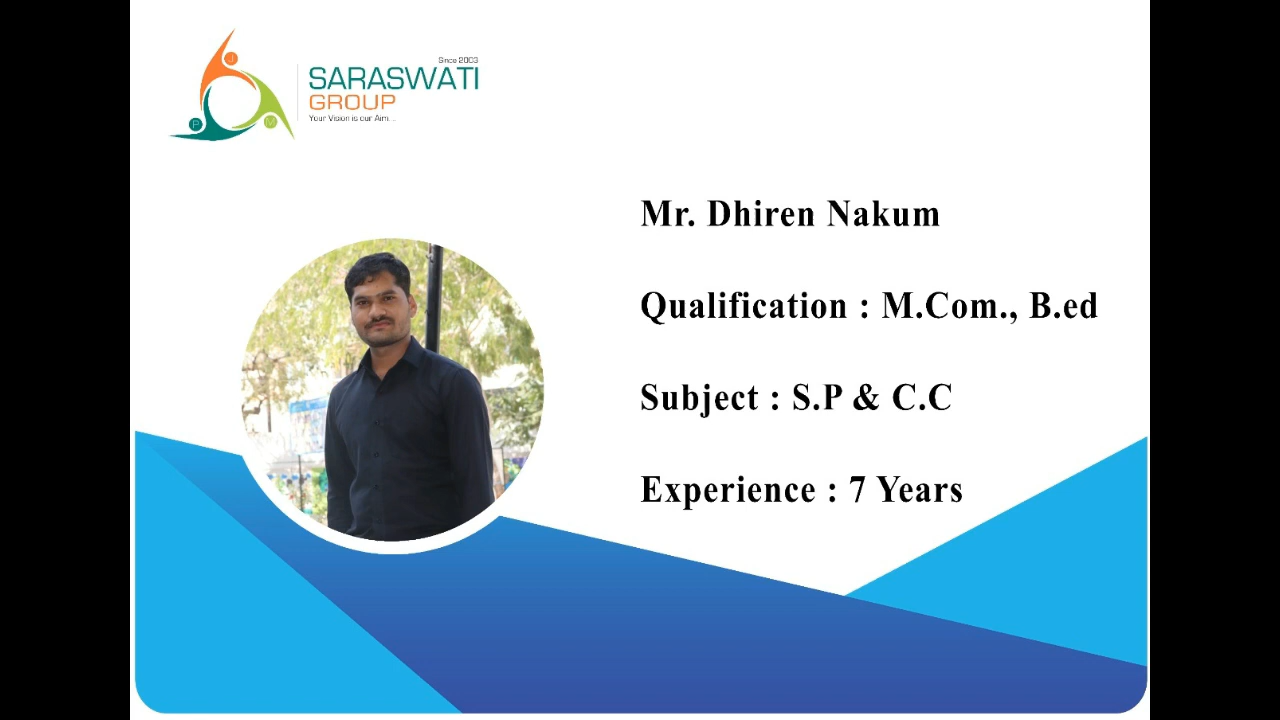 Since 2003
SARASWATI
GROUP
Your Vision is our Aim...
J
P
M
Mr. Dhiren Nakum
Qualification : M.Com., B.ed
Subject : S.P & C.C
Experience : 7 Years